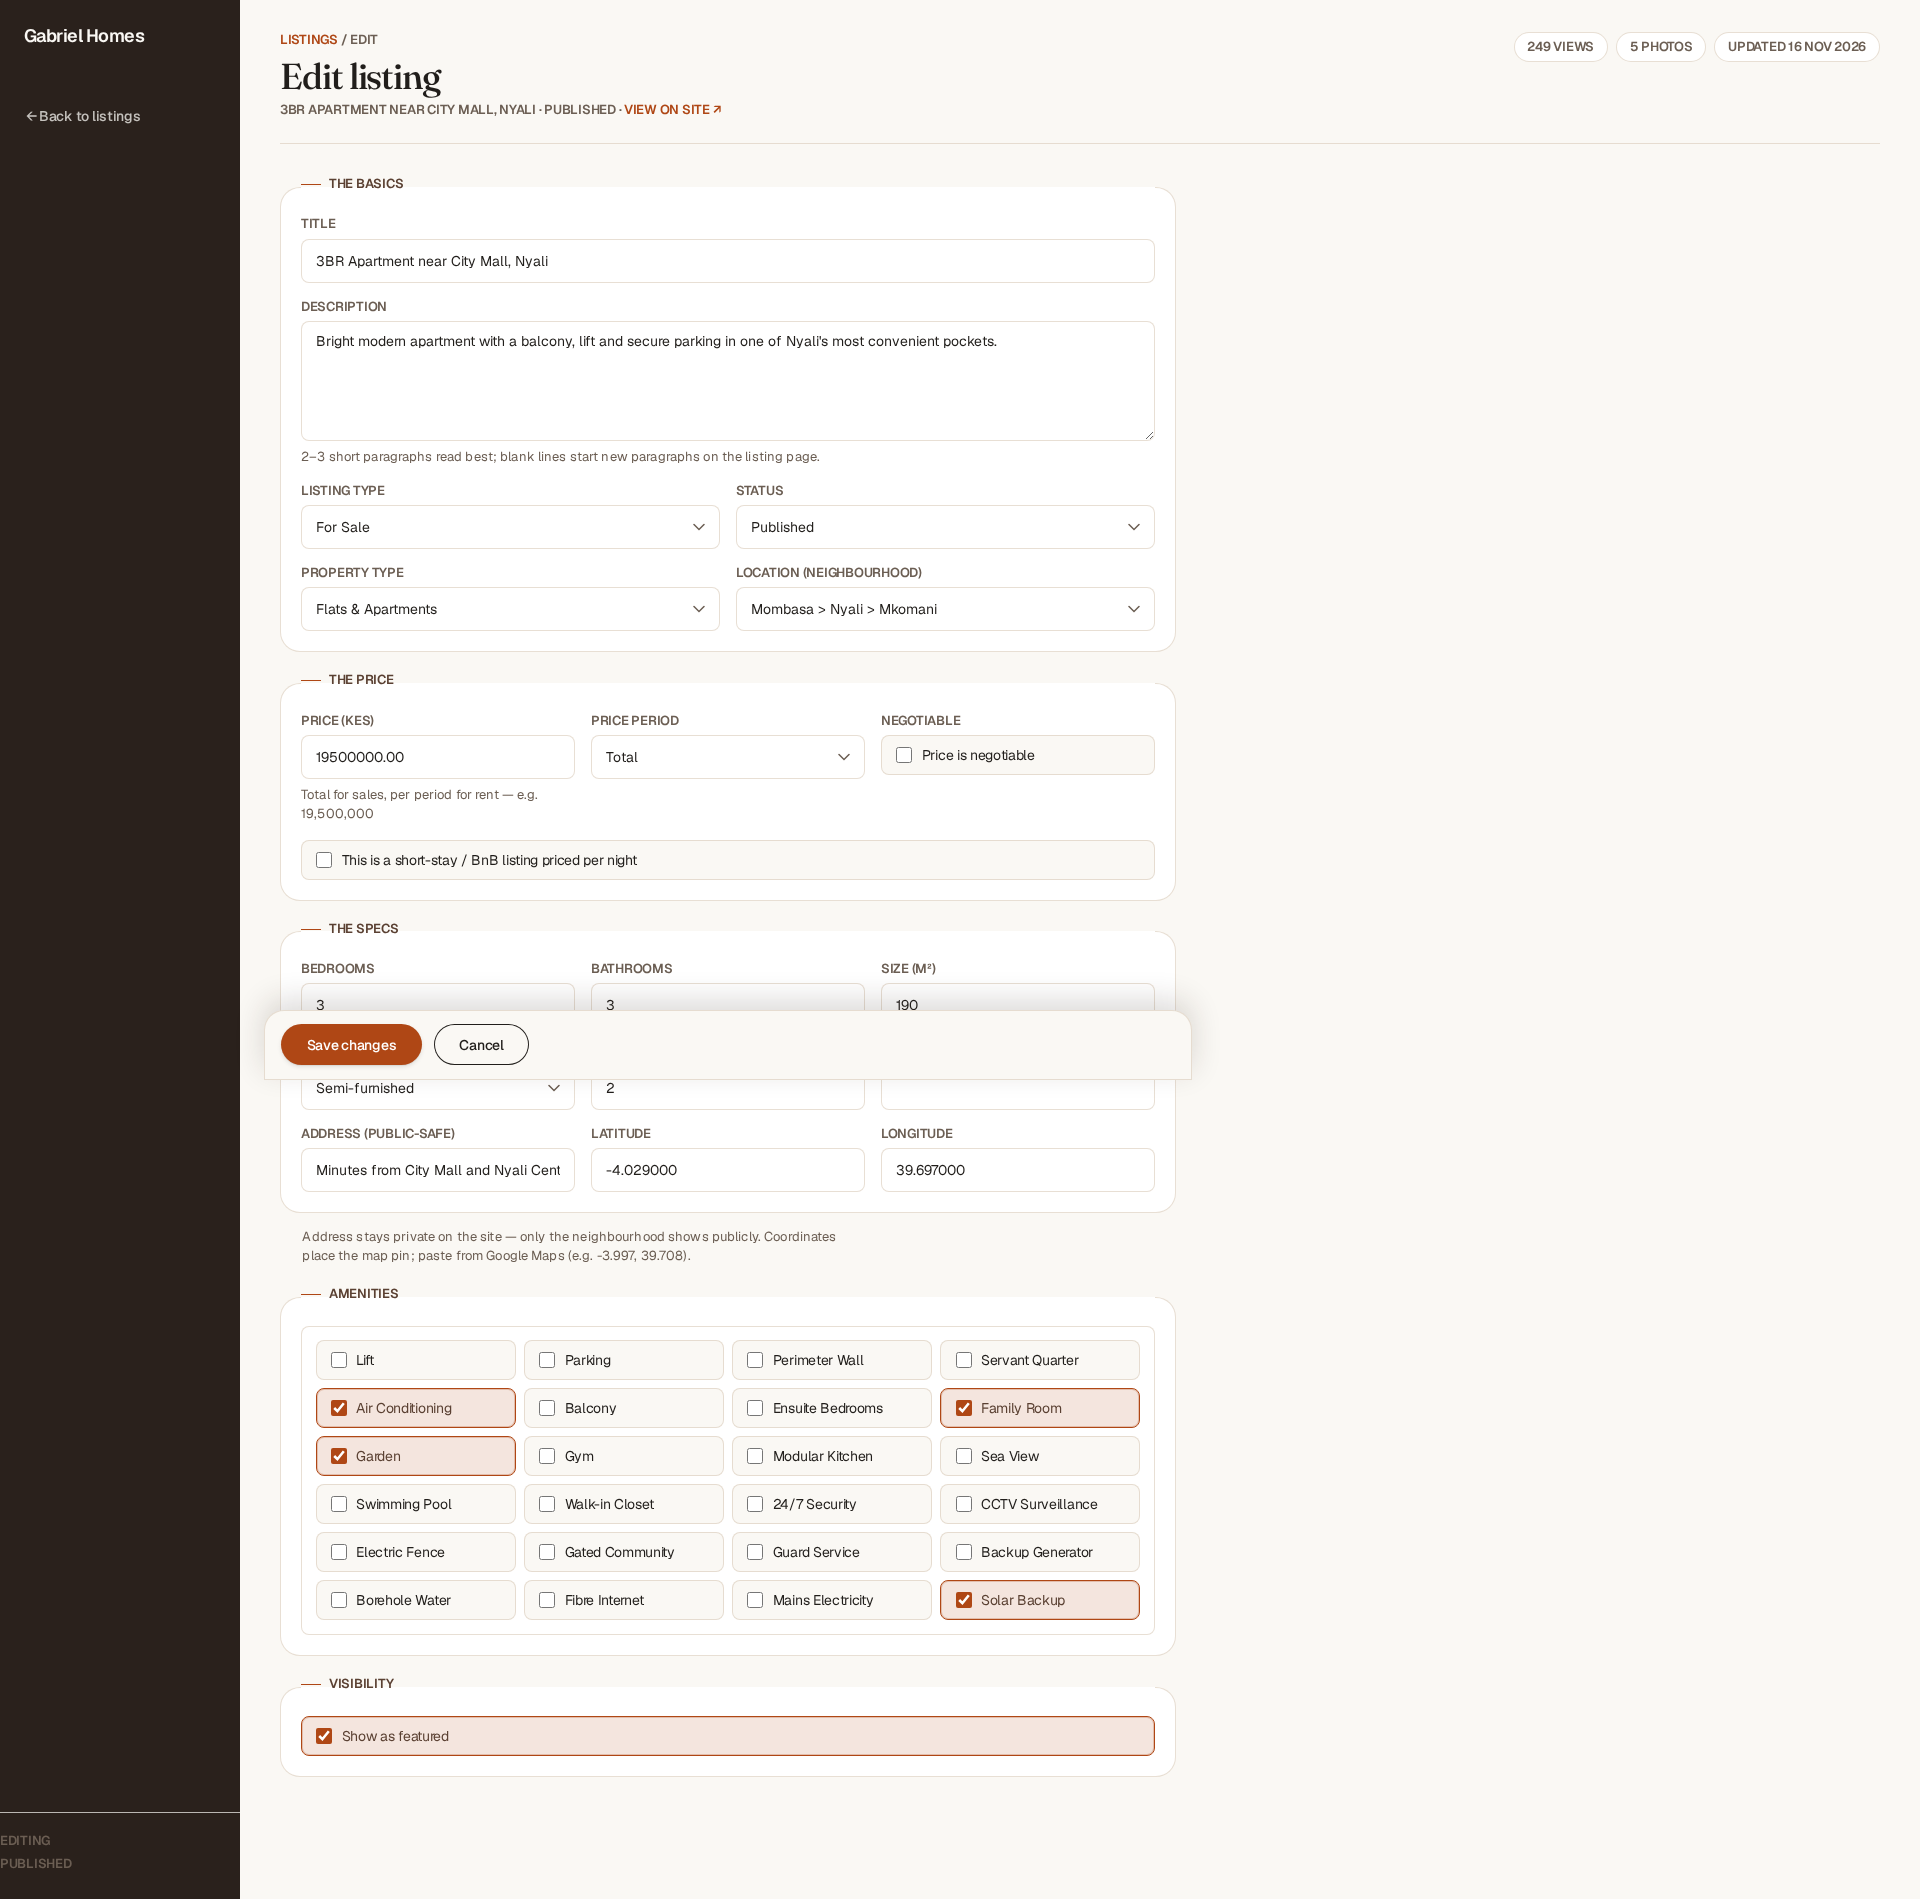 Gabriel Homes
← Back to listings
LISTINGS / EDIT
Edit listing
3BR APARTMENT NEAR CITY MALL, NYALI · PUBLISHED · VIEW ON SITE ↗
249 VIEWS
5 PHOTOS
UPDATED 16 NOV 2026
THE BASICS
TITLE
3BR Apartment near City Mall, Nyali
DESCRIPTION
Bright modern apartment with a balcony, lift and secure parking in one of Nyali's most convenient pockets.
2–3 short paragraphs read best; blank lines start new paragraphs on the listing page.
LISTING TYPE
STATUS
For Sale
Published
PROPERTY TYPE
LOCATION (NEIGHBOURHOOD)
Flats & Apartments
Mombasa > Nyali > Mkomani
THE PRICE
PRICE (KES)
PRICE PERIOD
NEGOTIABLE
19500000.00
Total
Price is negotiable
Total for sales, per period for rent — e.g.
19,500,000
This is a short-stay / BnB listing priced per night
THE SPECS
BEDROOMS
BATHROOMS
SIZE (M²)
3
3
190
Save changes
Cancel
Semi-furnished
2
ADDRESS (PUBLIC-SAFE)
LATITUDE
LONGITUDE
Minutes from City Mall and Nyali Cent
-4.029000
39.697000
Address stays private on the site — only the neighbourhood shows publicly. Coordinates
place the map pin; paste from Google Maps (e.g. -3.997, 39.708).
AMENITIES
Lift
Parking
Perimeter Wall
Servant Quarter
Air Conditioning
Balcony
Ensuite Bedrooms
Family Room
Garden
Gym
Modular Kitchen
Sea View
Swimming Pool
Walk-in Closet
24/7 Security
CCTV Surveillance
Electric Fence
Gated Community
Guard Service
Backup Generator
Borehole Water
Fibre Internet
Mains Electricity
Solar Backup
VISIBILITY
Show as featured
EDITING
PUBLISHED